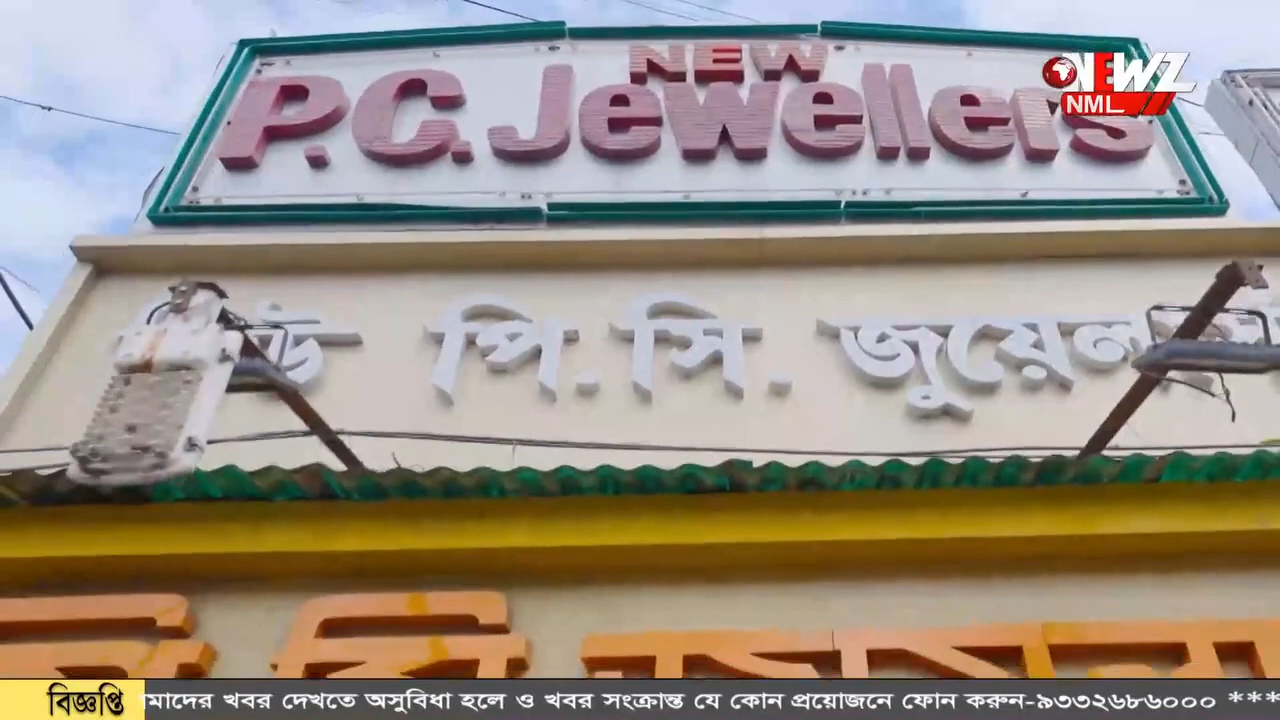 NEW
P.C. Jewellers
NEWZ
NML
পি.সি. জুয়েল
বিজ্ঞপ্তি
মাদের খবর দেখতে অসুবিধা হলে ও খবর সংক্রান্ত যে কোন প্রয়োজনে ফোন করুন-৯৩৩২৬৮৬০০০ ***